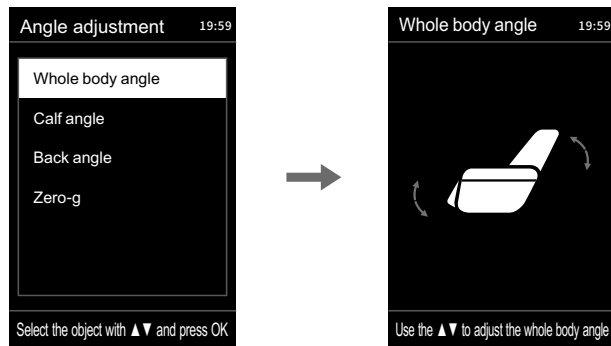 Angle adjustment 19:59
Whole body angle
Calf angle
Back angle
Zero-g
Select the object with ▲▼ and press OK
Whole body angle 19:59
Use the ▲▼ to adjust the whole body angle